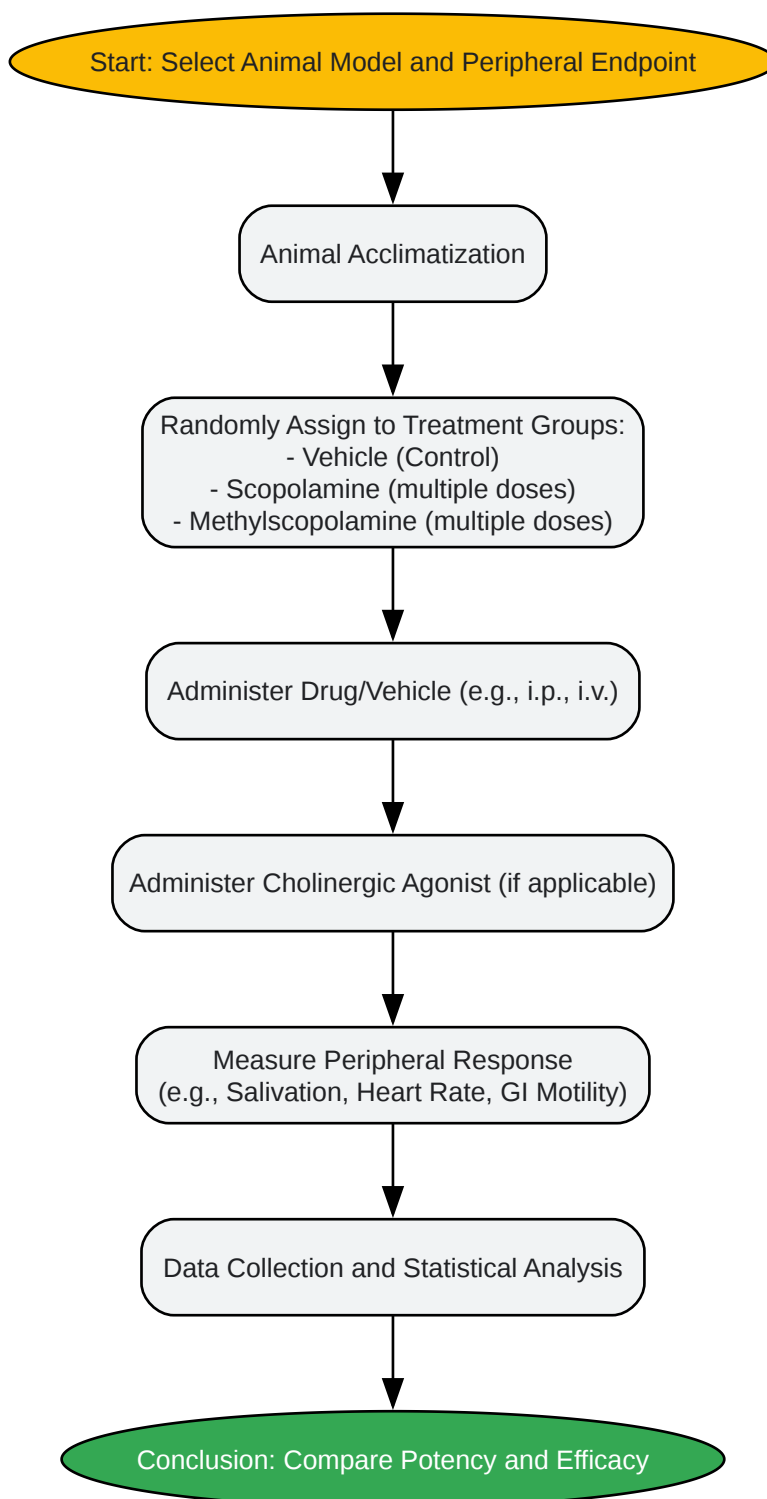 Start: Select Animal Model and Peripheral Endpoint
Animal Acclimatization
Randomly Assign to Treatment Groups:
- Vehicle (Control)
- Scopolamine (multiple doses)
- Methylscopolamine (multiple doses)
Administer Drug/Vehicle (e.g., i.p., i.v.)
Administer Cholinergic Agonist (if applicable)
Measure Peripheral Response
(e.g., Salivation, Heart Rate, GI Motility)
Data Collection and Statistical Analysis
Conclusion: Compare Potency and Efficacy